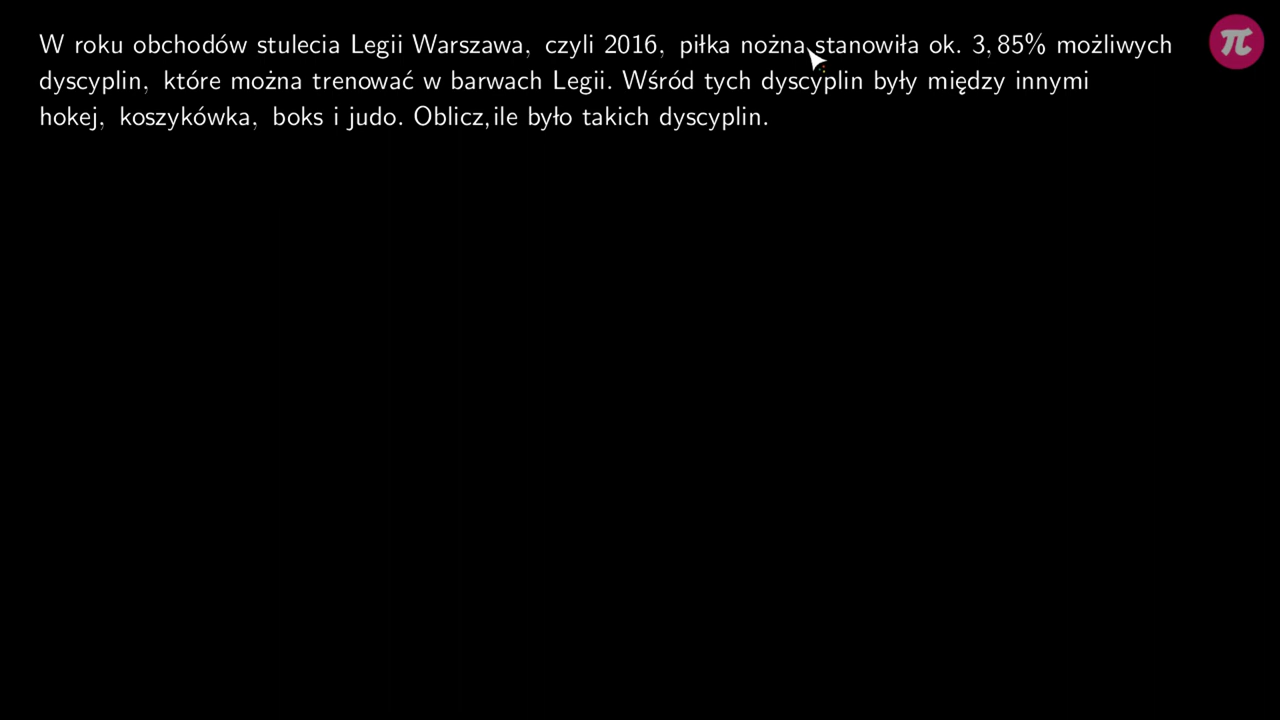 W roku obchodów stulecia Legii Warszawa, czyli 2016, piłka nożna stanowiła ok. 3,85% możliwych
dyscyplin, które można trenować w barwach Legii. Wśród tych dyscyplin były między innymi
hokej, koszykówka, boks i judo. Oblicz,ile było takich dyscyplin.
π